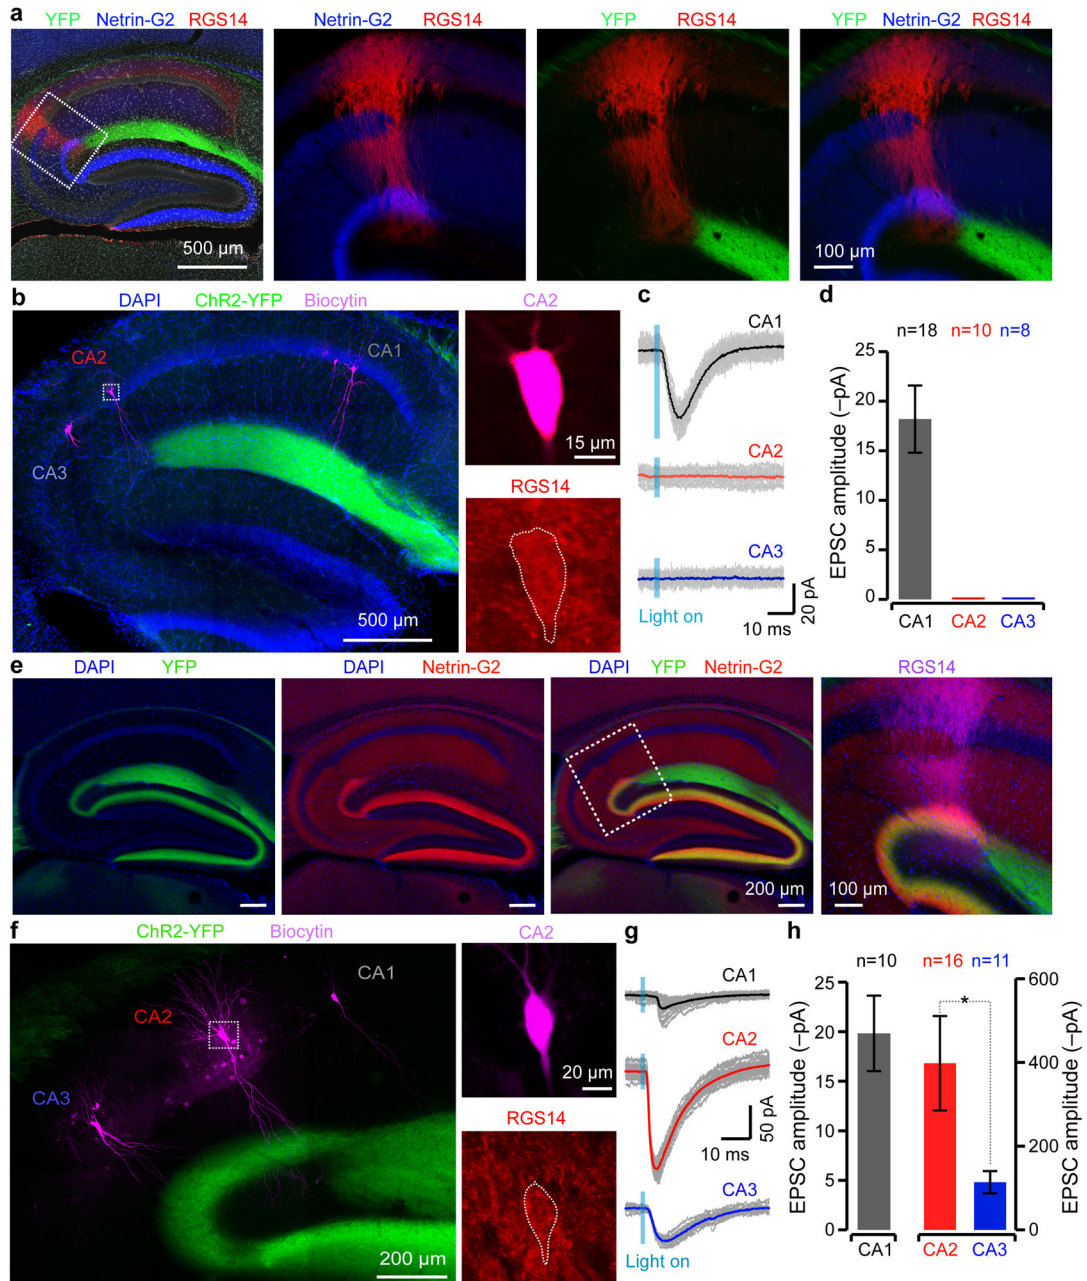 a
YFP Netrin-G2 RGS14
Netrin-G2 RGS14
YFP RGS14
YFP Netrin-G2 RGS14
500 µm
100 µm
b
DAPI ChR2-YFP Biocytin
CA2
CA1
CA3
500 µm
CA2
15 µm
RGS14
c
CA1
CA2
CA3
Light on
10 ms
20 pA
d
n=18 n=10 n=8
EPSC amplitude (–pA)
25
20
15
10
5
0
CA1 CA2 CA3
e
DAPI YFP
DAPI Netrin-G2
DAPI YFP Netrin-G2
200 µm
RGS14
100 µm
f
ChR2-YFP Biocytin
CA1
CA2
CA3
200 µm
CA2
20 µm
RGS14
g
CA1
CA2
50 pA
10 ms
CA3
Light on
h
n=10 n=16 n=11
*
EPSC amplitude (–pA)
25
20
15
10
5
0
600
400
200
0
EPSC amplitude (–pA)
CA1 CA2 CA3